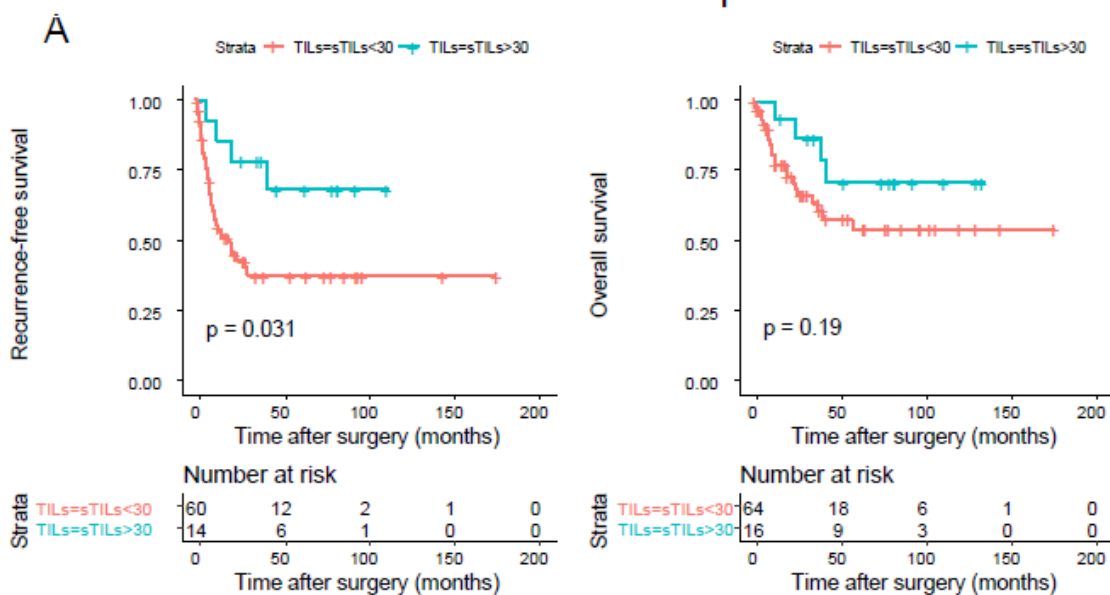 A
Strata TILs=sTILs<30 TILs=sTILs>30
Recurrence-free survival
1.00
0.75
0.50
0.25
0.00
p = 0.031
0 50 100 150 200
Time after surgery (months)
Number at risk
Strata
TILs=sTILs<30 60 12 2 1 0
TILs=sTILs>30 14 6 1 0 0
0 50 100 150 200
Time after surgery (months)
Strata TILs=sTILs<30 TILs=sTILs>30
Overall survival
1.00
0.75
0.50
0.25
0.00
p = 0.19
0 50 100 150 200
Time after surgery (months)
Number at risk
Strata
TILs=sTILs<30 64 18 6 1 0
TILs=sTILs>30 16 9 3 0 0
0 50 100 150 200
Time after surgery (months)